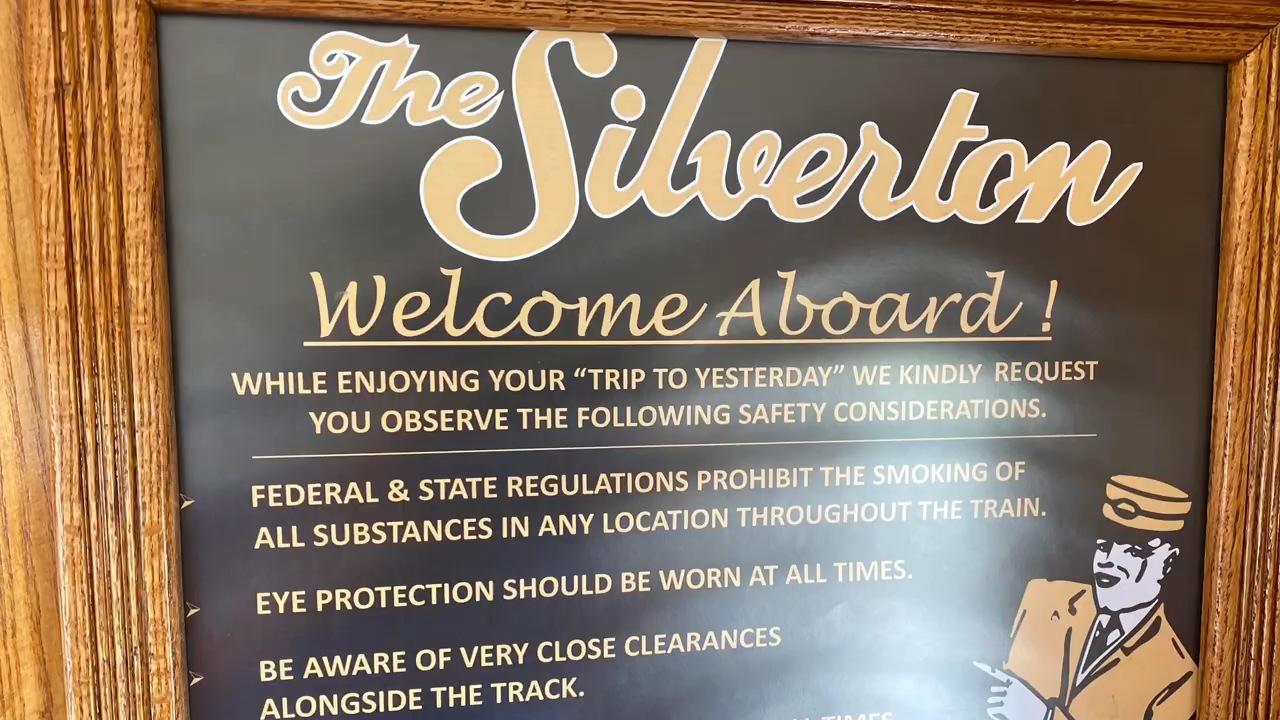 The Silverton
Welcome Aboard !
WHILE ENJOYING YOUR “TRIP TO YESTERDAY” WE KINDLY REQUEST
YOU OBSERVE THE FOLLOWING SAFETY CONSIDERATIONS.
FEDERAL & STATE REGULATIONS PROHIBIT THE SMOKING OF
ALL SUBSTANCES IN ANY LOCATION THROUGHOUT THE TRAIN.
EYE PROTECTION SHOULD BE WORN AT ALL TIMES.
BE AWARE OF VERY CLOSE CLEARANCES
ALONGSIDE THE TRACK.
TIMES